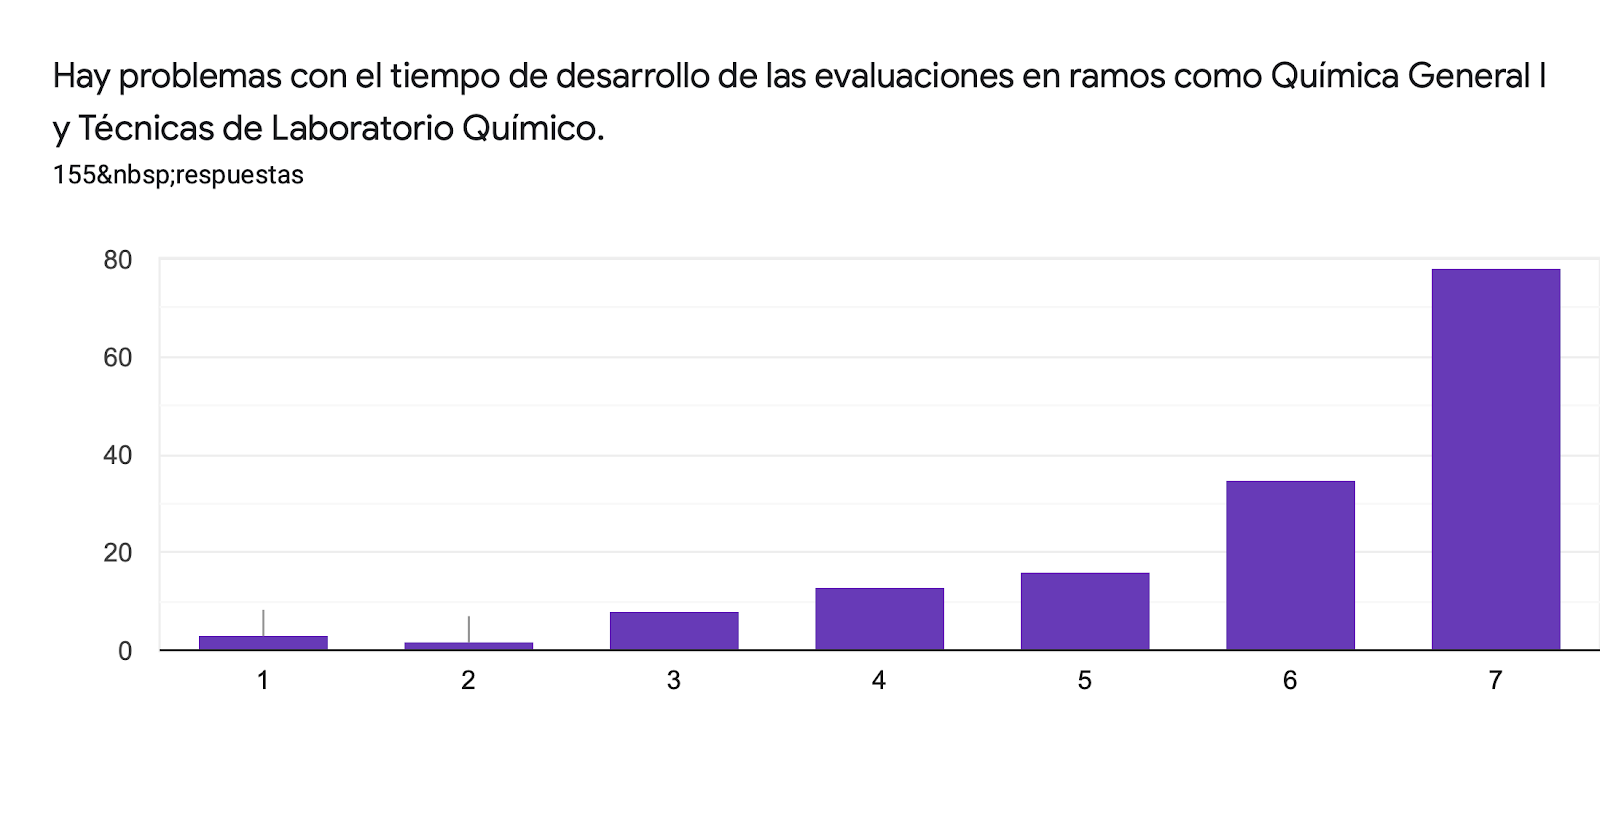 Hay problemas con el tiempo de desarrollo de las evaluaciones en ramos como Química General I
y Técnicas de Laboratorio Químico.
155&nbsp;respuestas
80
60
40
20
0
1 2 3 4 5 6 7